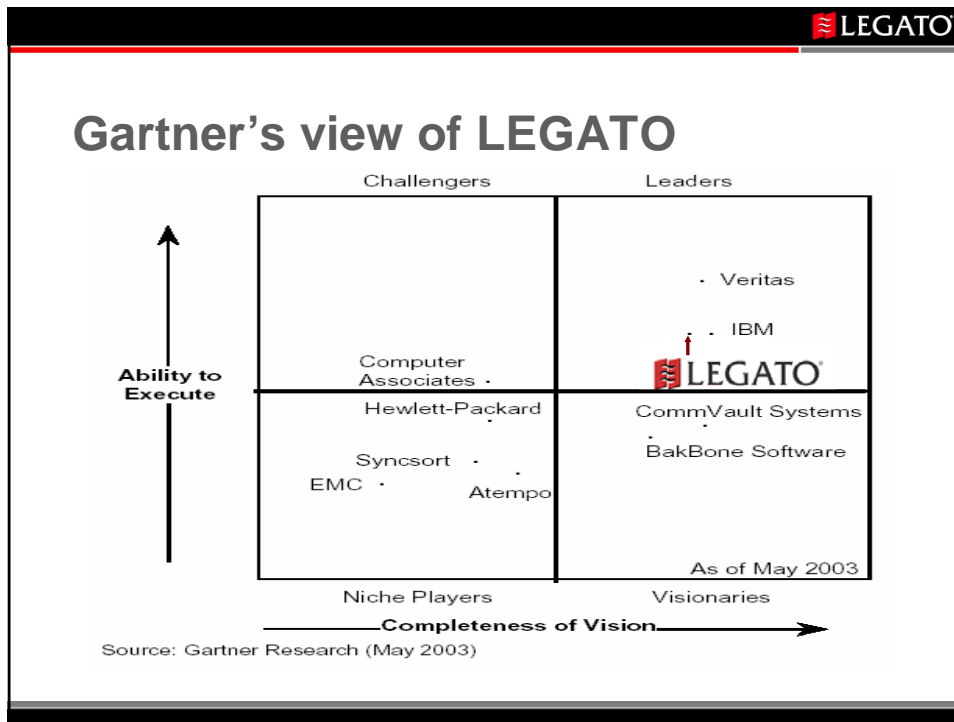 LEGATO
Gartner's view of LEGATO
Challengers
Leaders
Veritas
IBM
LEGATO
Ability to
Execute
Computer
Associates
Hewlett-Packard
CommVault Systems
BakBone Software
Syncsort
EMC
Atempo
As of May 2003
Niche Players
Visionaries
Completeness of Vision
Source: Gartner Research (May 2003)